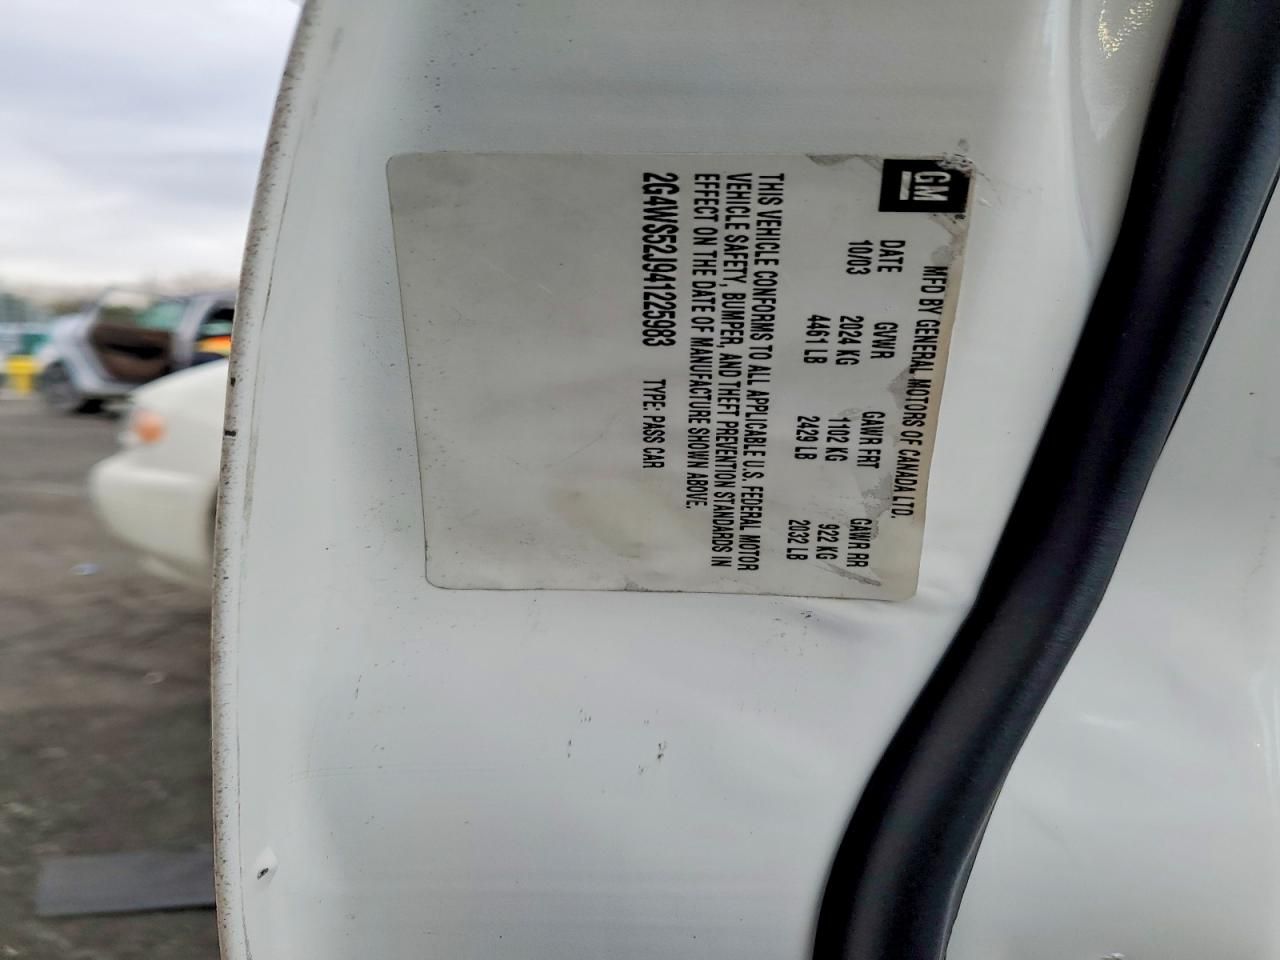 GM
MFD BY GENERAL MOTORS OF CANADA LTD.
DATE GVWR GAWR FRT GAWR RR
10/03 2024 KG 1102 KG 922 KG
4461 LB 2429 LB 2032 LB
THIS VEHICLE CONFORMS TO ALL APPLICABLE U.S. FEDERAL MOTOR
VEHICLE SAFETY, BUMPER, AND THEFT PREVENTION STANDARDS IN
EFFECT ON THE DATE OF MANUFACTURE SHOWN ABOVE.
2G4WS52J941225983 TYPE: PASS CAR